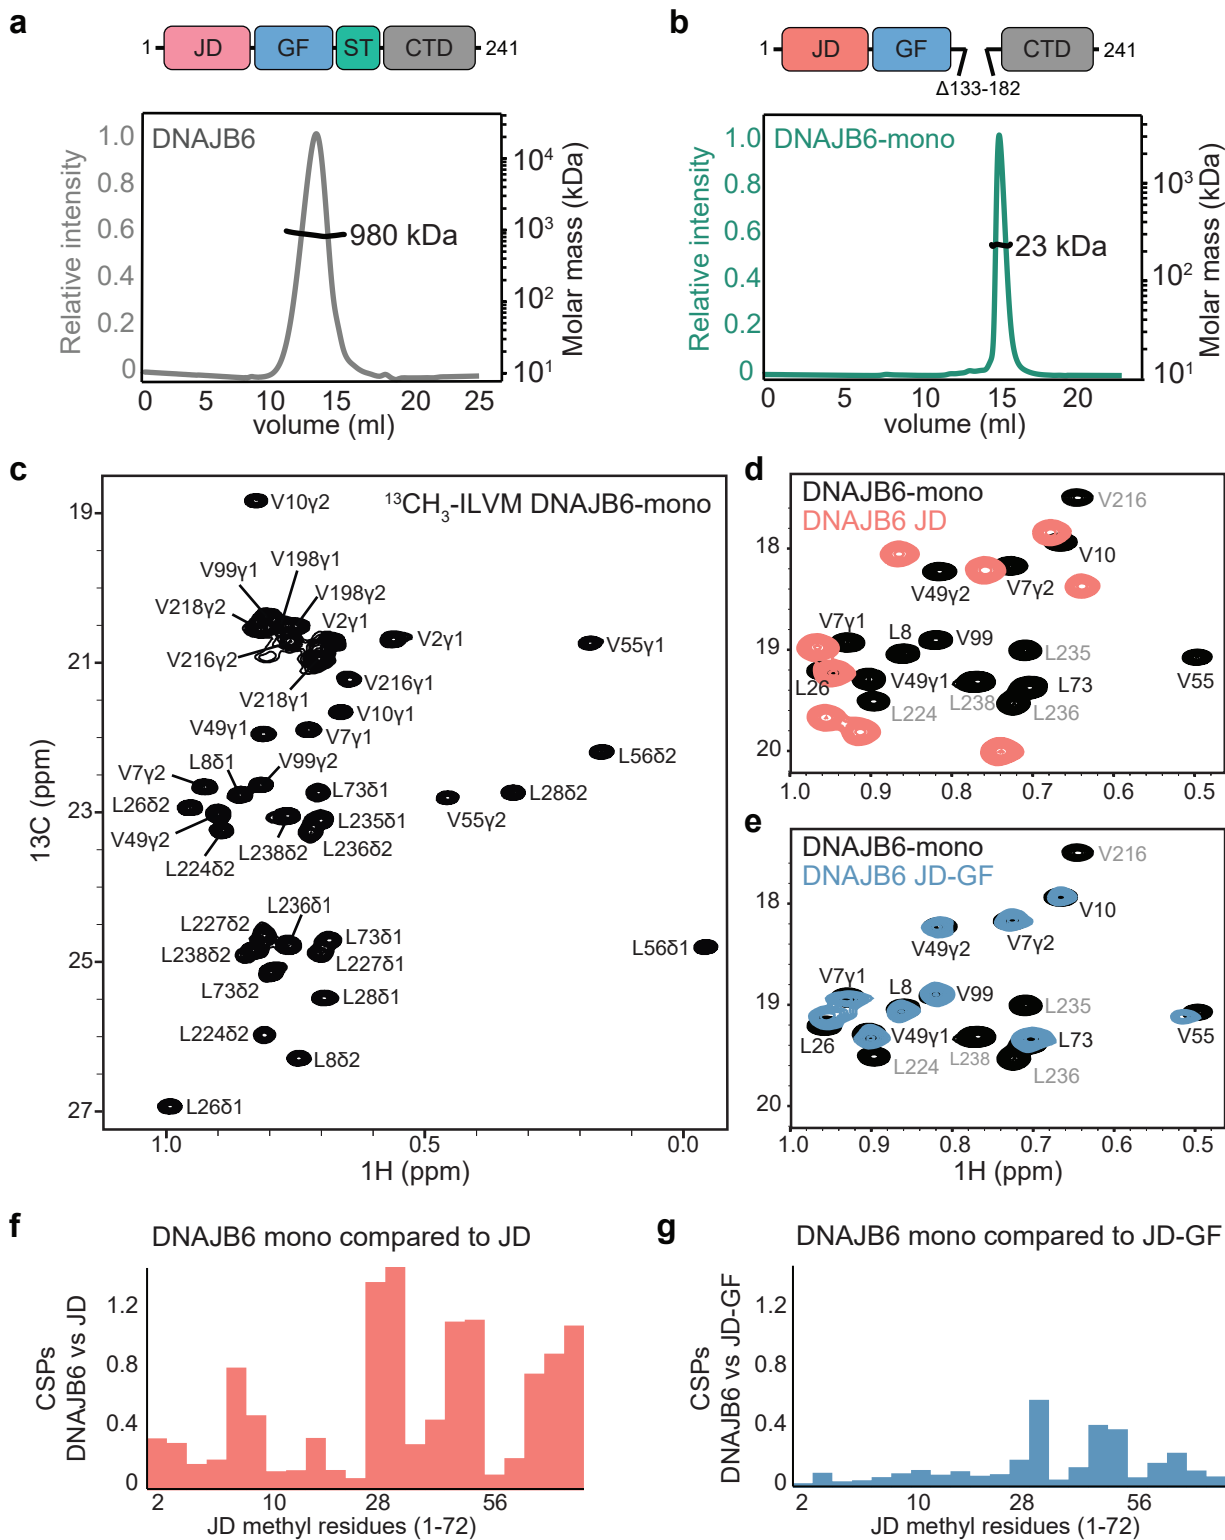 a
1 JD GF ST CTD 241
DNAJB6
Relative intensity
1.0
0.8
0.6
0.4
0.2
0
980 kDa
Molar mass (kDa)
10⁴
10³
10²
10¹
0 5 10 15 20 25
volume (ml)
b
1 JD GF CTD 241
Δ133-182
DNAJB6-mono
Relative intensity
1.0
0.8
0.6
0.4
0.2
0
23 kDa
Molar mass (kDa)
10³
10²
10¹
0 5 10 15 20
volume (ml)
c
¹³CH₃-ILVM DNAJB6-mono
13C (ppm)
19
21
23
25
27
V10γ2
V198γ1
V99γ1
V198γ2
V218γ2
V2γ1
V2γ1
V55γ1
V216γ2
V216γ1
V218γ1
V10γ1
V49γ1
V7γ1
L56δ2
L8δ1
V99γ2
V7γ2
L73δ1
L28δ2
L26δ2
V55γ2
L235δ1
V49γ2
L238δ2
L236δ2
L224δ2
L236δ1
L227δ2
L73δ1
L56δ1
L238δ2
L227δ1
L73δ2
L28δ1
L224δ2
L8δ2
L26δ1
1.0 0.5 0.0
1H (ppm)
d
DNAJB6-mono
DNAJB6 JD
18
19
20
V216
V10
V49γ2
V7γ2
V7γ1
L8
V99
L235
V55
L26
V49γ1
L73
L224
L238
L236
1.0 0.9 0.8 0.7 0.6 0.5
e
DNAJB6-mono
DNAJB6 JD-GF
18
19
20
V216
V10
V49γ2
V7γ2
V7γ1
L8
V99
L235
V55
L26
V49γ1
L73
L224
L238
L236
1.0 0.9 0.8 0.7 0.6 0.5
1H (ppm)
f
DNAJB6 mono compared to JD
CSPs
DNAJB6 vs JD
1.2
0.8
0.4
0
2 10 28 56
JD methyl residues (1-72)
g
DNAJB6 mono compared to JD-GF
CSPs
DNAJB6 vs JD-GF
1.2
0.8
0.4
0
2 10 28 56
JD methyl residues (1-72)